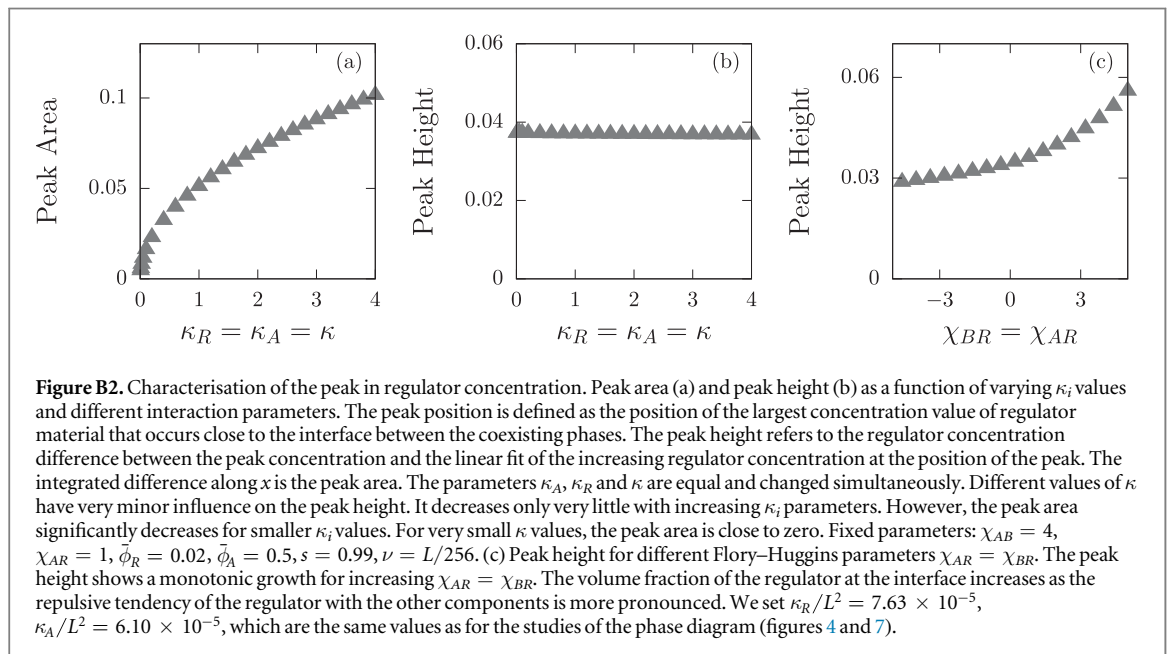 (a)
0.1
0.05
0
0 1 2 3 4
Peak Area
κ_R = κ_A = κ
(b)
0.06
0.04
0.02
0
0 1 2 3 4
Peak Height
κ_R = κ_A = κ
(c)
0.06
0.03
0
−3 0 3
Peak Height
χ_BR = χ_AR
Figure B2. Characterisation of the peak in regulator concentration. Peak area (a) and peak height (b) as a function of varying κ_i values
and different interaction parameters. The peak position is defined as the position of the largest concentration value of regulator
material that occurs close to the interface between the coexisting phases. The peak height refers to the regulator concentration
difference between the peak concentration and the linear fit of the increasing regulator concentration at the position of the peak. The
integrated difference along x is the peak area. The parameters κ_A, κ_R and κ are equal and changed simultaneously. Different values of κ
have very minor influence on the peak height. It decreases only very little with increasing κ_i parameters. However, the peak area
significantly decreases for smaller κ_i values. For very small κ values, the peak area is close to zero. Fixed parameters: χ_AB = 4,
χ_AR = 1, ϕ̄_R = 0.02, ϕ̄_A = 0.5, s = 0.99, ν = L/256. (c) Peak height for different Flory–Huggins parameters χ_AR = χ_BR. The peak
height shows a monotonic growth for increasing χ_AR = χ_BR. The volume fraction of the regulator at the interface increases as the
repulsive tendency of the regulator with the other components is more pronounced. We set κ_R/L² = 7.63 × 10⁻⁵,
κ_A/L² = 6.10 × 10⁻⁵, which are the same values as for the studies of the phase diagram (figures 4 and 7).